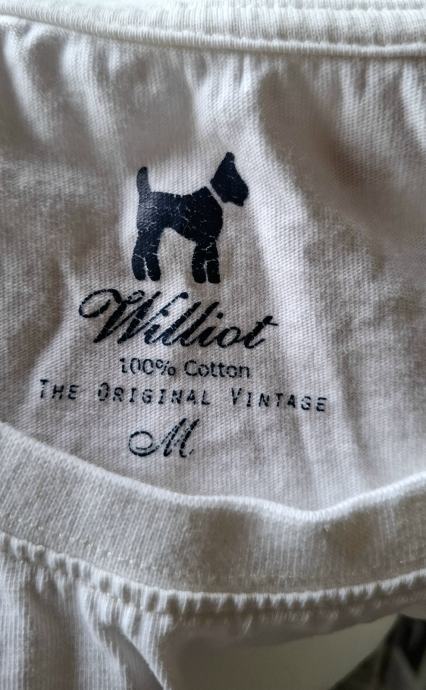 Williot
100% Cotton
THE ORIGINAL VINTAGE
M